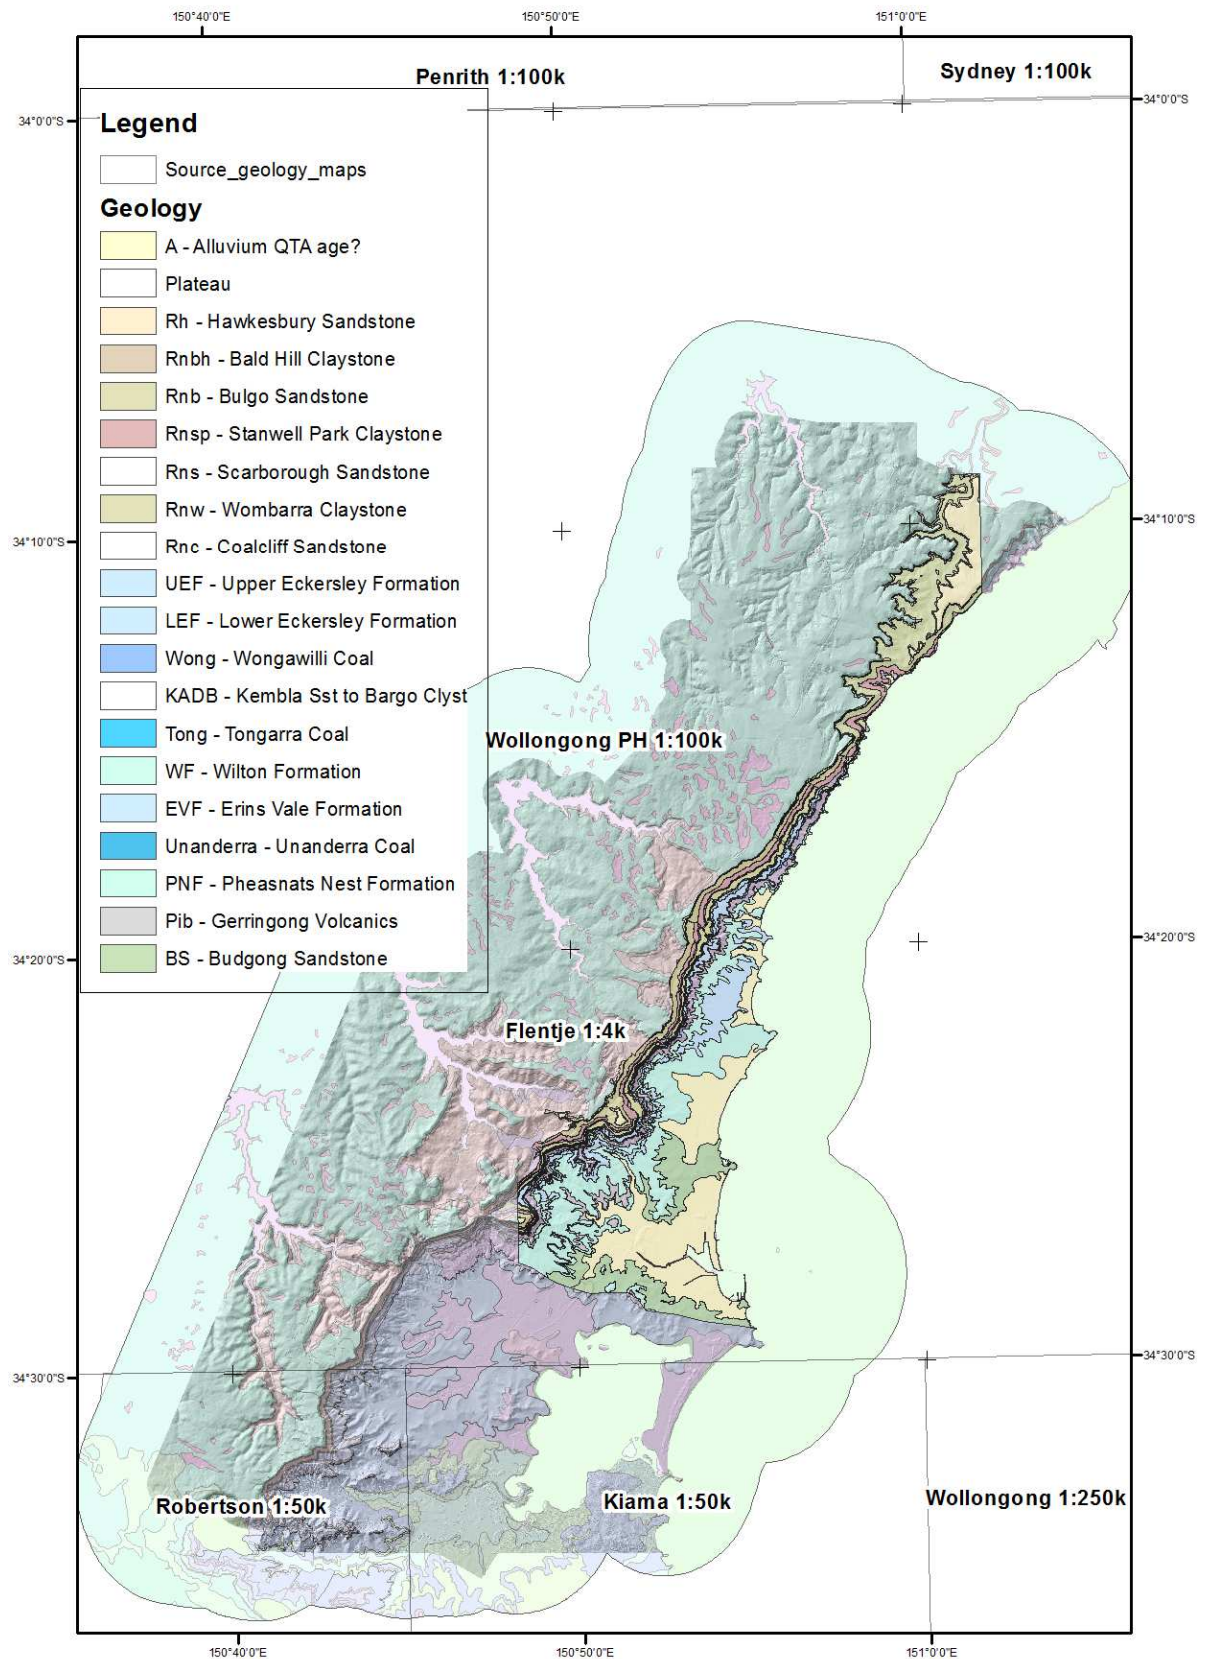 150°40'0"E 150°50'0"E 151°0'0"E
Penrith 1:100k
Sydney 1:100k
34°0'0"S
34°0'0"S
Legend
Source_geology_maps
Geology
A - Alluvium QTA age?
Plateau
Rh - Hawkesbury Sandstone
Rnbh - Bald Hill Claystone
Rnb - Bulgo Sandstone
Rnsp - Stanwell Park Claystone
Rns - Scarborough Sandstone
Rnw - Wombarra Claystone
Rnc - Coalcliff Sandstone
UEF - Upper Eckersley Formation
LEF - Lower Eckersley Formation
Wong - Wongawilli Coal
KADB - Kembla Sst to Bargo Clyst
Tong - Tongarra Coal
WF - Wilton Formation
EVF - Erins Vale Formation
Unanderra - Unanderra Coal
PNF - Pheasnats Nest Formation
Pib - Gerringong Volcanics
BS - Budgong Sandstone
34°10'0"S
34°10'0"S
Wollongong PH 1:100k
34°20'0"S
34°20'0"S
Flentje 1:4k
34°30'0"S
34°30'0"S
Robertson 1:50k
Kiama 1:50k
Wollongong 1:250k
150°40'0"E 150°50'0"E 151°0'0"E